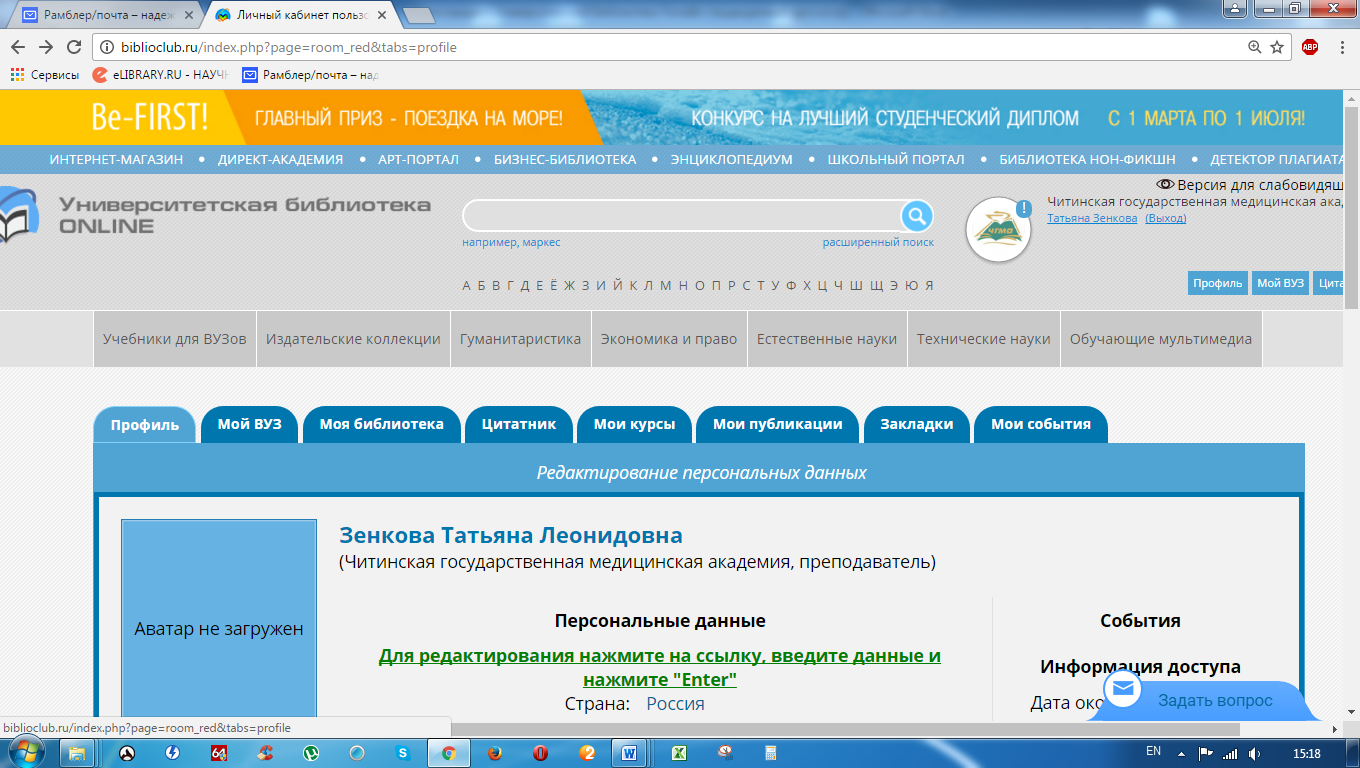 Рамблер/почта – надеж
Личный кабинет пользо
biblioclub.ru/index.php?page=room_red&tabs=profile
ABP
Сервисы
eLIBRARY.RU - НАУЧН
Рамблер/почта – над
Be-FIRST!
ГЛАВНЫЙ ПРИЗ - ПОЕЗДКА НА МОРЕ!
КОНКУРС НА ЛУЧШИЙ СТУДЕНЧЕСКИЙ ДИПЛОМ
С 1 МАРТА ПО 1 ИЮЛЯ!
ИНТЕРНЕТ-МАГАЗИН • ДИРЕКТ-АКАДЕМИЯ • АРТ-ПОРТАЛ • БИЗНЕС-БИБЛИОТЕКА • ЭНЦИКЛОПЕДИУМ • ШКОЛЬНЫЙ ПОРТАЛ • БИБЛИОТЕКА НОН-ФИКШН • ДЕТЕКТОР ПЛАГИАТА
Версия для слабовидящ
Университетская библиотека
ONLINE
Читинская государственная медицинская ака
Татьяна Зенкова (Выход)
ЧГМА
!
например, маркес
расширенный поиск
А Б В Г Д Е Ё Ж З И Й К Л М Н О П Р С Т У Ф Х Ц Ч Ш Щ Э Ю Я
Профиль
Мой ВУЗ
Цита
Учебники для ВУЗов
Издательские коллекции
Гуманитаристика
Экономика и право
Естественные науки
Технические науки
Обучающие мультимедиа
Профиль
Мой ВУЗ
Моя библиотека
Цитатник
Мои курсы
Мои публикации
Закладки
Мои события
Редактирование персональных данных
Аватар не загружен
Зенкова Татьяна Леонидовна
(Читинская государственная медицинская академия, преподаватель)
Персональные данные
Для редактирования нажмите на ссылку, введите данные и
нажмите "Enter"
Страна: Россия
События
Информация доступа
Дата око
Задать вопрос
biblioclub.ru/index.php?page=room_red&tabs=profile
64
EN
15:18